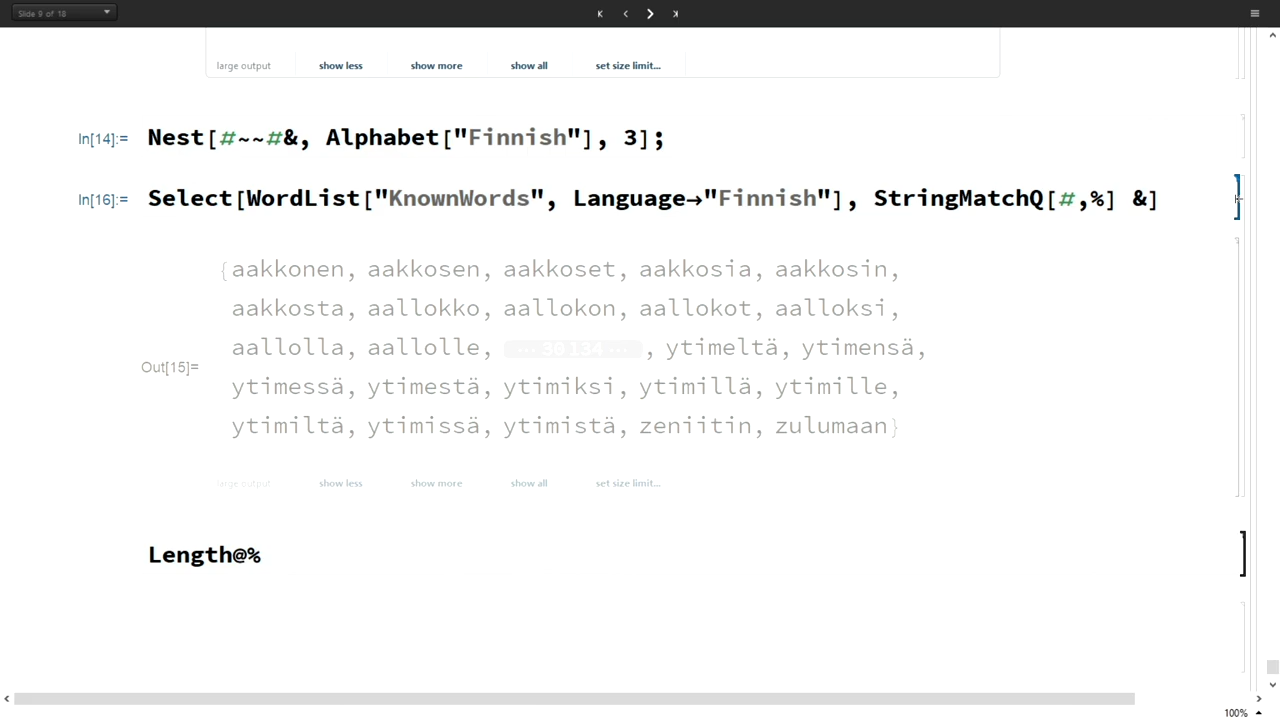 Slide 9 of 18
large output show less show more show all set size limit...
In[14]:= Nest[#~~#&, Alphabet["Finnish"], 3];
In[16]:= Select[WordList["KnownWords", Language→"Finnish"], StringMatchQ[#,%] &]
{aakkonen, aakkosen, aakkoset, aakkosia, aakkosin,
aakkosta, aallokko, aallokon, aallokot, aalloksi,
aallolla, aallolle, ... 30134 ... , ytimeltä, ytimensä,
Out[15]=
ytimessä, ytimestä, ytimiksi, ytimillä, ytimille,
ytimiltä, ytimissä, ytimistä, zeniitin, zulumaan}
large output show less show more show all set size limit...
Length@%
100%